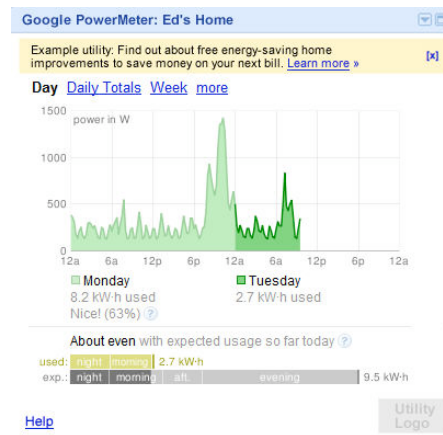 Google PowerMeter: Ed's Home
Example utility: Find out about free energy-saving home
improvements to save money on your next bill. Learn more »
[x]
Day Daily Totals Week more
1500
power in W
1000
500
0
12a 6a 12p 6p 12a 6a 12p 6p 12a
Monday
8.2 kW·h used
Nice! (63%) ?
Tuesday
2.7 kW·h used
About even with expected usage so far today ?
used: night morning 2.7 kW·h
exp.: night morning aft. evening 9.5 kW·h
Help
Utility
Logo